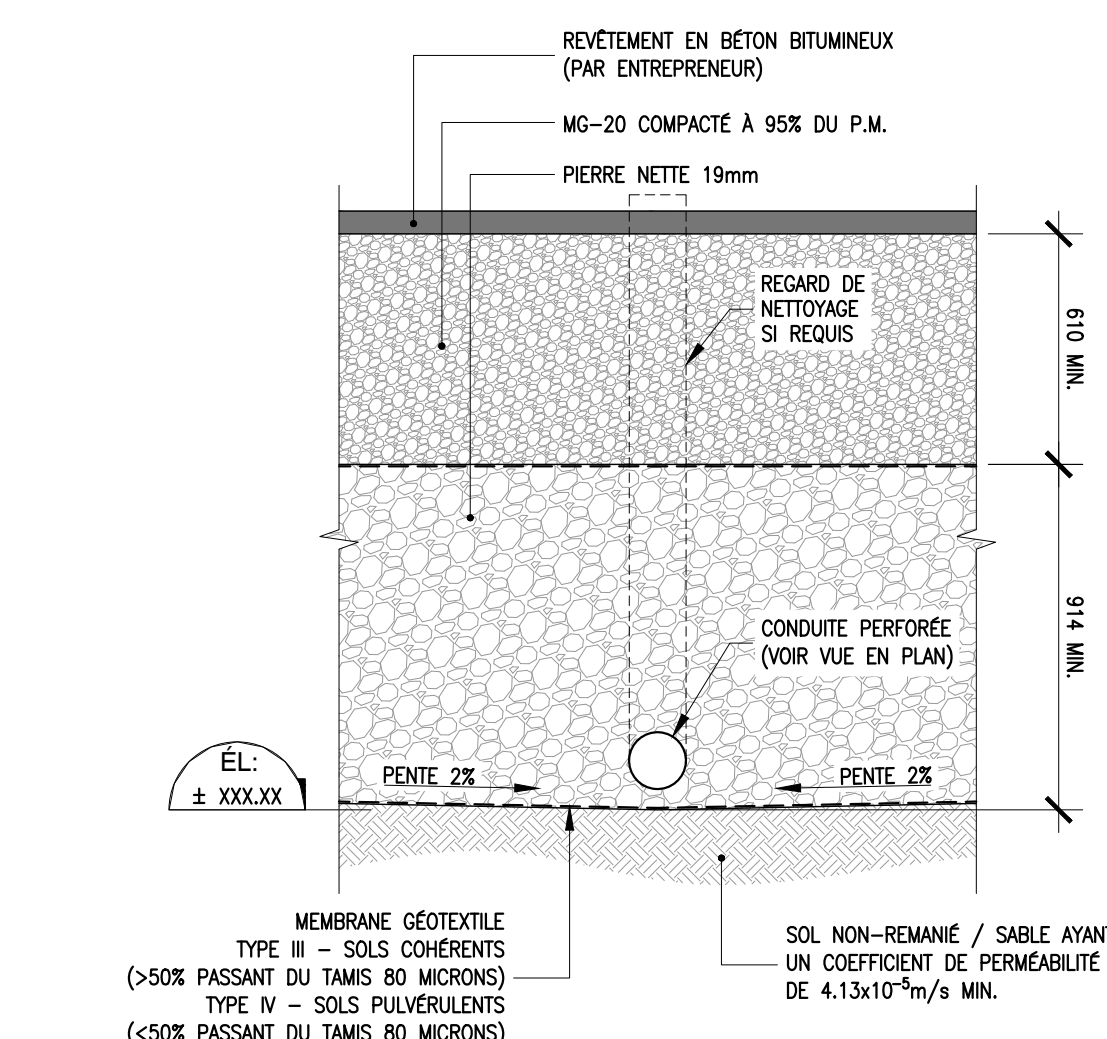 REVÊTEMENT EN BÉTON BITUMINEUX
(PAR ENTREPRENEUR)
MG-20 COMPACTÉ À 95% DU P.M.
PIERRE NETTE 19mm
REGARD DE
NETTOYAGE
SI REQUIS
610 MIN.
CONDUITE PERFORÉE
(VOIR VUE EN PLAN)
914 MIN.
ÉL:
± XXX.XX
PENTE 2%
PENTE 2%
MEMBRANE GÉOTEXTILE
TYPE III – SOLS COHÉRENTS
(>50% PASSANT DU TAMIS 80 MICRONS)
TYPE IV – SOLS PULVÉRULENTS
(<50% PASSANT DU TAMIS 80 MICRONS)
SOL NON-REMANIÉ / SABLE AYANT
UN COEFFICIENT DE PERMÉABILITÉ
DE 4.13x10⁻⁵m/s MIN.